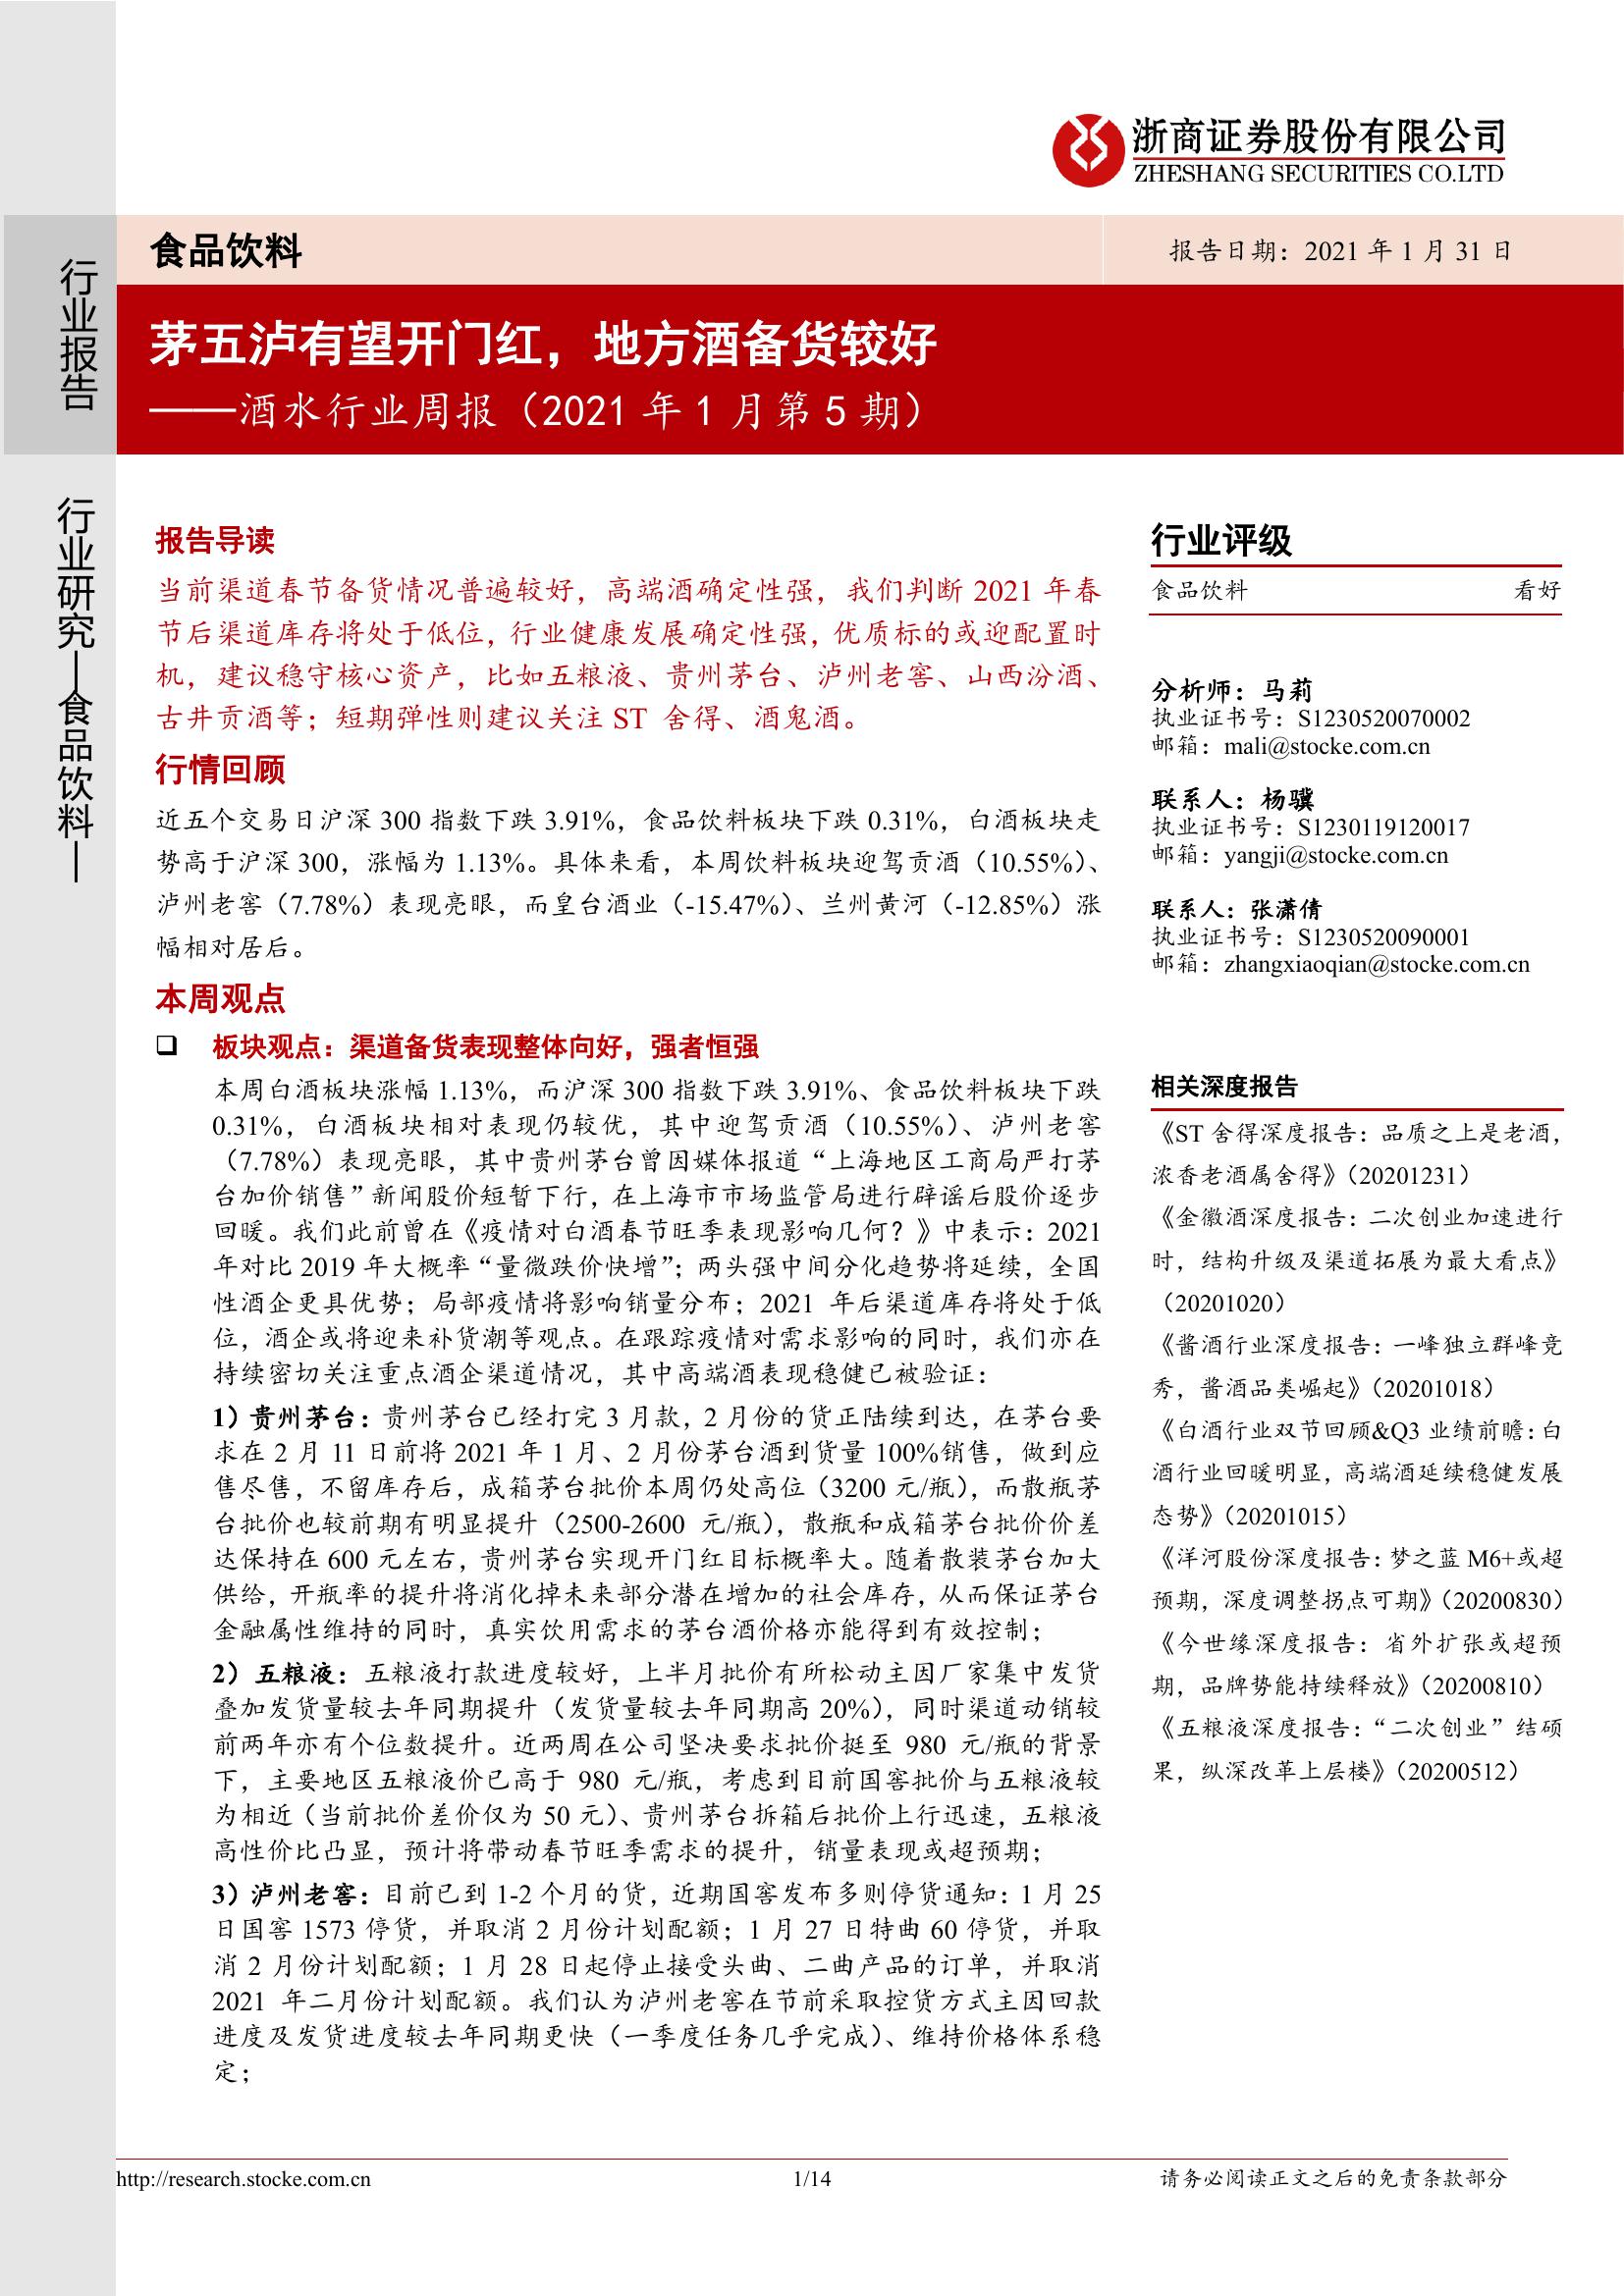 浙商证券股份有限公司
ZHESHANG SECURITIES CO.LTD
行业报告
行业研究—食品饮料—
食品饮料
报告日期：2021 年 1 月 31 日
茅五泸有望开门红，地方酒备货较好
——酒水行业周报（2021 年 1 月第 5 期）
报告导读
当前渠道春节备货情况普遍较好，高端酒确定性强，我们判断 2021 年春
节后渠道库存将处于低位，行业健康发展确定性强，优质标的或迎配置时
机，建议稳守核心资产，比如五粮液、贵州茅台、泸州老窖、山西汾酒、
古井贡酒等；短期弹性则建议关注 ST 舍得、酒鬼酒。
行情回顾
近五个交易日沪深 300 指数下跌 3.91%，食品饮料板块下跌 0.31%，白酒板块走
势高于沪深 300，涨幅为 1.13%。具体来看，本周饮料板块迎驾贡酒（10.55%）、
泸州老窖（7.78%）表现亮眼，而皇台酒业（-15.47%）、兰州黄河（-12.85%）涨
幅相对居后。
本周观点
❑ 板块观点：渠道备货表现整体向好，强者恒强
本周白酒板块涨幅 1.13%，而沪深 300 指数下跌 3.91%、食品饮料板块下跌
0.31%，白酒板块相对表现仍较优，其中迎驾贡酒（10.55%）、泸州老窖
（7.78%）表现亮眼，其中贵州茅台曾因媒体报道“上海地区工商局严打茅
台加价销售”新闻股价短暂下行，在上海市市场监管局进行辟谣后股价逐步
回暖。我们此前曾在《疫情对白酒春节旺季表现影响几何？》中表示：2021
年对比 2019 年大概率“量微跌价快增”；两头强中间分化趋势将延续，全国
性酒企更具优势；局部疫情将影响销量分布；2021 年后渠道库存将处于低
位，酒企或将迎来补货潮等观点。在跟踪疫情对需求影响的同时，我们亦在
持续密切关注重点酒企渠道情况，其中高端酒表现稳健已被验证：
1）贵州茅台：贵州茅台已经打完 3 月款，2 月份的货正陆续到达，在茅台要
求在 2 月 11 日前将 2021 年 1 月、2 月份茅台酒到货量 100%销售，做到应
售尽售，不留库存后，成箱茅台批价本周仍处高位（3200 元/瓶），而散瓶茅
台批价也较前期有明显提升（2500-2600 元/瓶），散瓶和成箱茅台批价价差
达保持在 600 元左右，贵州茅台实现开门红目标概率大。随着散装茅台加大
供给，开瓶率的提升将消化掉未来部分潜在增加的社会库存，从而保证茅台
金融属性维持的同时，真实饮用需求的茅台酒价格亦能得到有效控制；
2）五粮液：五粮液打款进度较好，上半月批价有所松动主因厂家集中发货
叠加发货量较去年同期提升（发货量较去年同期高 20%），同时渠道动销较
前两年亦有个位数提升。近两周在公司坚决要求批价挺至 980 元/瓶的背景
下，主要地区五粮液价已高于 980 元/瓶，考虑到目前国窖批价与五粮液较
为相近（当前批价差价仅为 50 元）、贵州茅台拆箱后批价上行迅速，五粮液
高性价比凸显，预计将带动春节旺季需求的提升，销量表现或超预期；
3）泸州老窖：目前已到 1-2 个月的货，近期国窖发布多则停货通知：1 月 25
日国窖 1573 停货，并取消 2 月份计划配额；1 月 27 日特曲 60 停货，并取
消 2 月份计划配额；1 月 28 日起停止接受头曲、二曲产品的订单，并取消
2021 年二月份计划配额。我们认为泸州老窖在节前采取控货方式主因回款
进度及发货进度较去年同期更快（一季度任务几乎完成）、维持价格体系稳
定；
行业评级
食品饮料 看好
分析师：马莉
执业证书号：S1230520070002
邮箱：mali@stocke.com.cn
联系人：杨骥
执业证书号：S1230119120017
邮箱：yangji@stocke.com.cn
联系人：张潇倩
执业证书号：S1230520090001
邮箱：zhangxiaoqian@stocke.com.cn
相关深度报告
《ST 舍得深度报告：品质之上是老酒，
浓香老酒属舍得》（20201231）
《金徽酒深度报告：二次创业加速进行
时，结构升级及渠道拓展为最大看点》
（20201020）
《酱酒行业深度报告：一峰独立群峰竞
秀，酱酒品类崛起》（20201018）
《白酒行业双节回顾&Q3 业绩前瞻：白
酒行业回暖明显，高端酒延续稳健发展
态势》（20201015）
《洋河股份深度报告：梦之蓝 M6+或超
预期，深度调整拐点可期》（20200830）
《今世缘深度报告：省外扩张或超预
期，品牌势能持续释放》（20200810）
《五粮液深度报告：“二次创业”结硕
果，纵深改革上层楼》（20200512）
http://research.stocke.com.cn
1/14
请务必阅读正文之后的免责条款部分